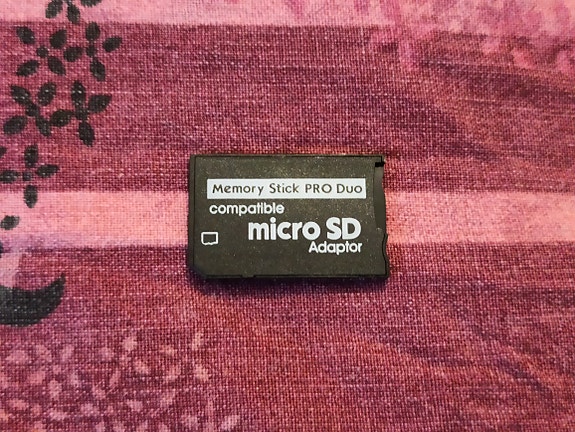 Memory Stick PRO Duo
compatible
micro SD
Adaptor